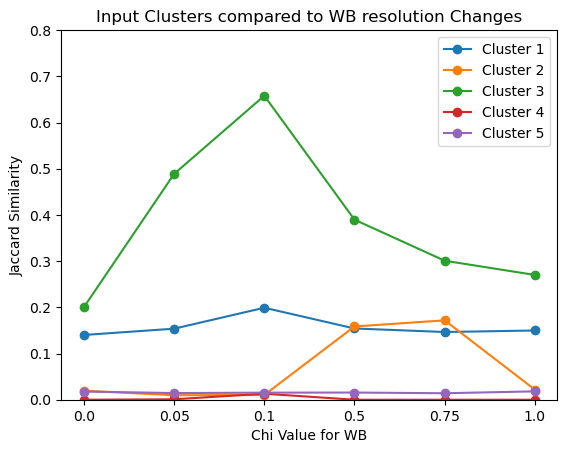 Input Clusters compared to WB resolution Changes
Jaccard Similarity
0.8
0.7
0.6
0.5
0.4
0.3
0.2
0.1
0.0
Cluster 1
Cluster 2
Cluster 3
Cluster 4
Cluster 5
0.0 0.05 0.1 0.5 0.75 1.0
Chi Value for WB